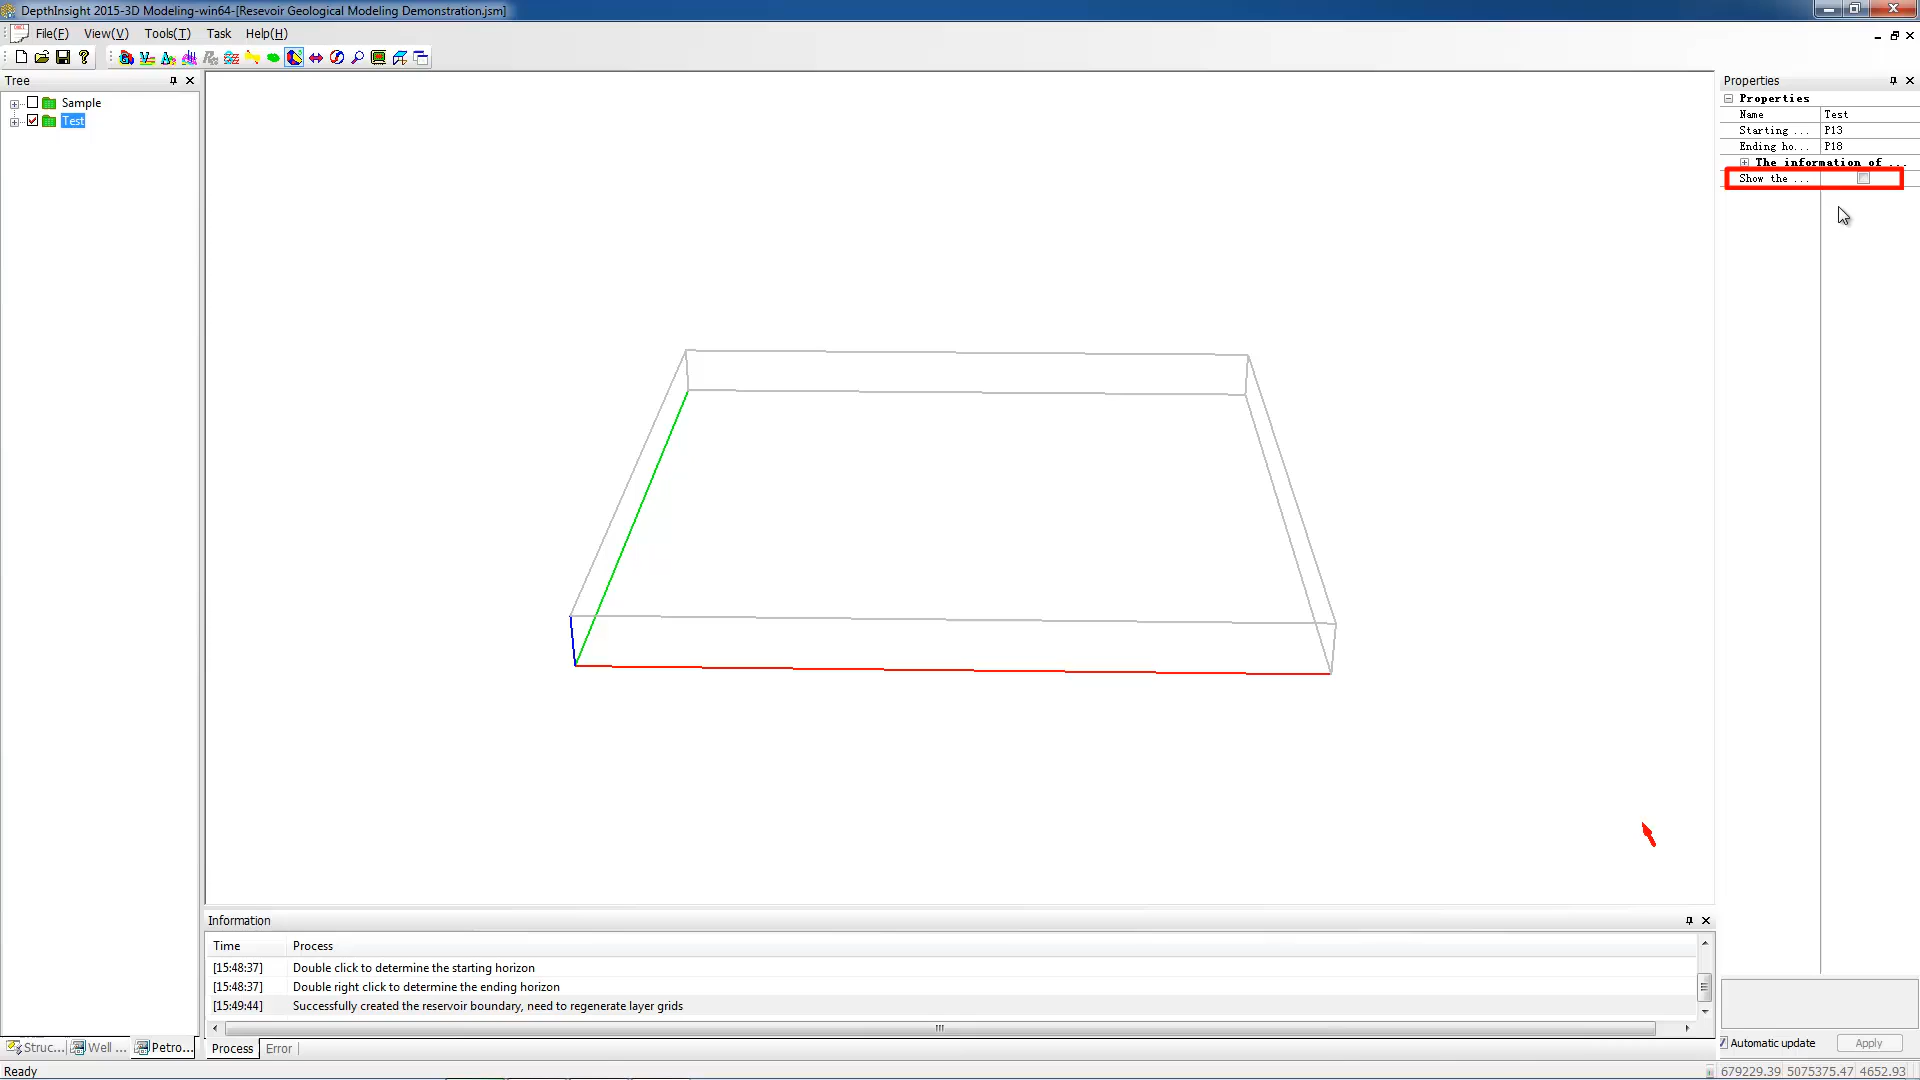 DepthInsight 2015-3D Modeling-win64-[Resevoir Geological Modeling Demonstration.jsm]
File(F) View(V) Tools(T) Task Help(H)
Tree
Sample
Test
Properties
Properties
Name Test
Starting ... P13
Ending ho... P18
The information of ...
Show the ...
Information
Time Process
[15:48:37] Double click to determine the starting horizon
[15:48:37] Double right click to determine the ending horizon
[15:49:44] Successfully created the reservoir boundary, need to regenerate layer grids
Struc... Well ... Petro...
Process Error
Automatic update Apply
Ready
679229.39 5075375.47 4652.93